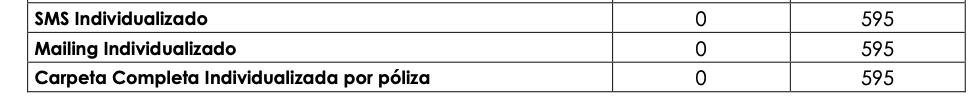 SMS Individualizado 0 595
Mailing Individualizado 0 595
Carpeta Completa Individualizada por póliza 0 595